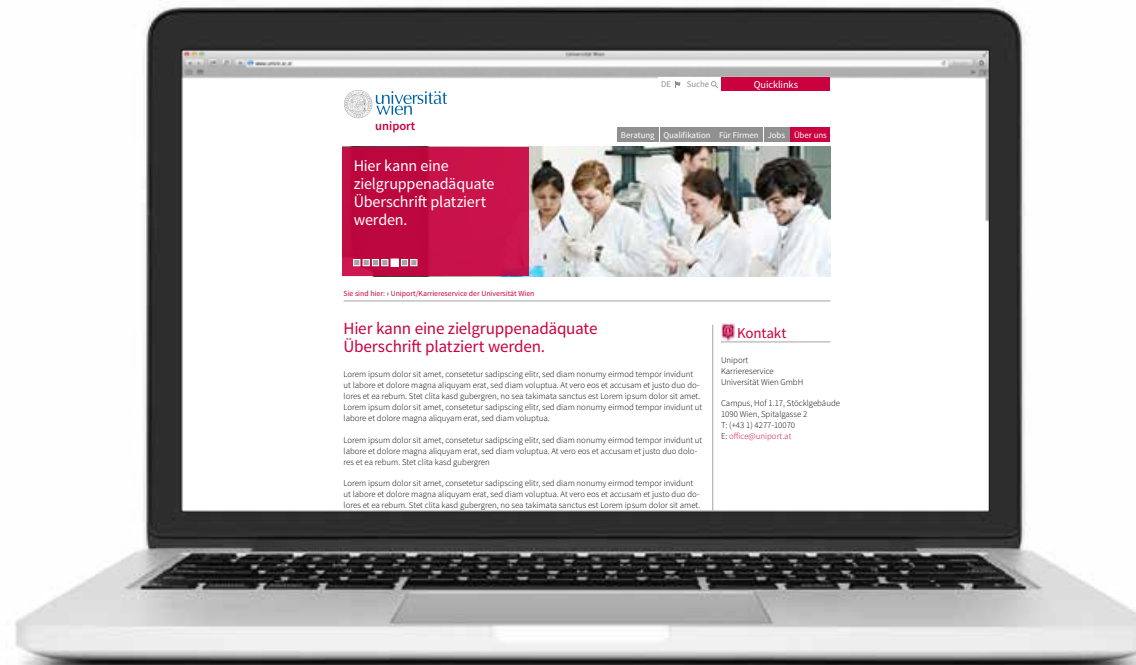 Universität Wien
DE Suche
Quicklinks
universität
wien
uniport
Beratung Qualifikation Für Firmen Jobs Über uns
Hier kann eine
zielgruppenadäquate
Überschrift platziert
werden.
Sie sind hier: › Uniport/Karriereservice der Universität Wien
Hier kann eine zielgruppenadäquate
Überschrift platziert werden.
Lorem ipsum dolor sit amet, consetetur sadipscing elitr, sed diam nonumy eirmod tempor invidunt
ut labore et dolore magna aliquyam erat, sed diam voluptua. At vero eos et accusam et justo duo do-
lores et ea rebum. Stet clita kasd gubergren, no sea takimata sanctus est Lorem ipsum dolor sit amet.
Lorem ipsum dolor sit amet, consetetur sadipscing elitr, sed diam nonumy eirmod tempor invidunt ut
labore et dolore magna aliquyam erat, sed diam voluptua.
Lorem ipsum dolor sit amet, consetetur sadipscing elitr, sed diam nonumy eirmod tempor invidunt ut
labore et dolore magna aliquyam erat, sed diam voluptua. At vero eos et accusam et justo duo dolo-
res et ea rebum. Stet clita kasd gubergren
Lorem ipsum dolor sit amet, consetetur sadipscing elitr, sed diam nonumy eirmod tempor invidunt
ut labore et dolore magna aliquyam erat, sed diam voluptua. At vero eos et accusam et justo duo do-
lores et ea rebum. Stet clita kasd gubergren, no sea takimata sanctus est Lorem ipsum dolor sit amet.
Kontakt
Uniport
Karriereservice
Universität Wien GmbH
Campus, Hof 1.17, Stöcklgebäude
1090 Wien, Spitalgasse 2
T: (+43 1) 4277-10070
E: office@uniport.at